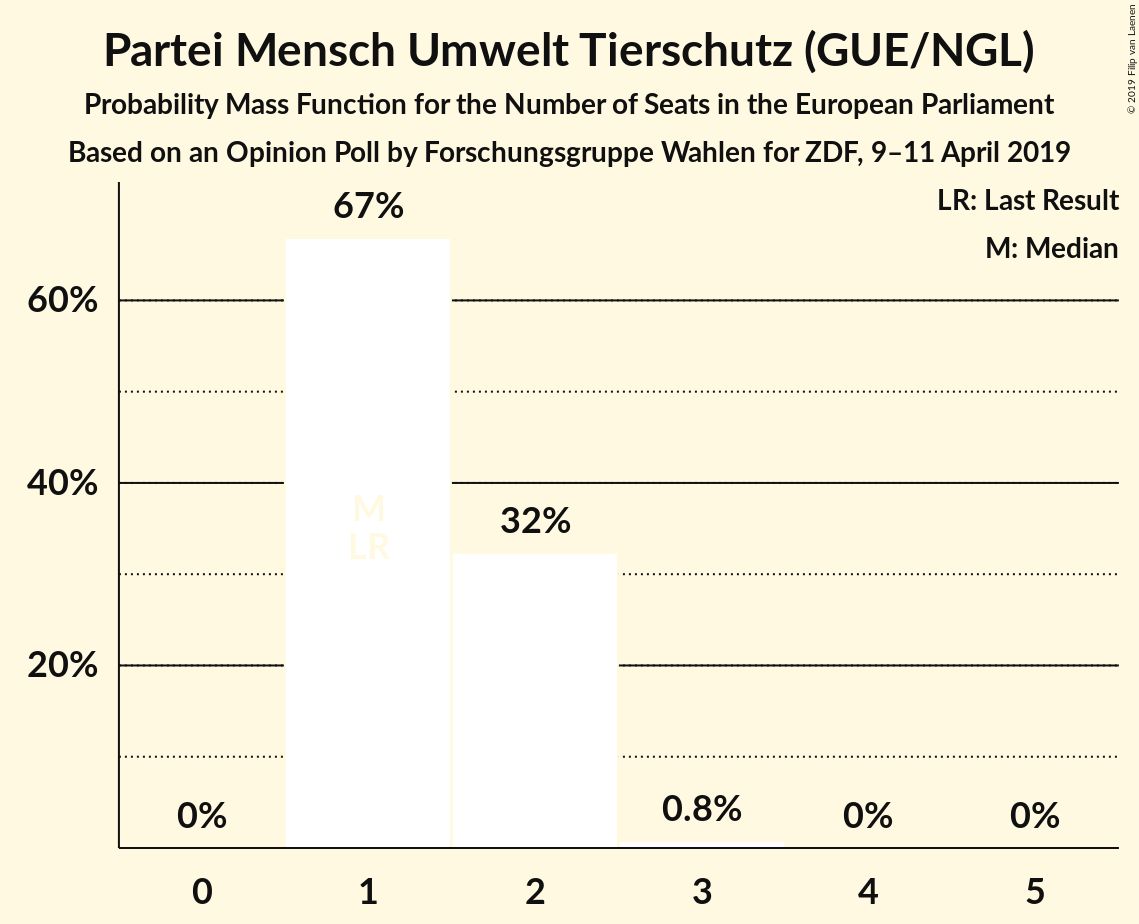 Partei Mensch Umwelt Tierschutz (GUE/NGL)
Probability Mass Function for the Number of Seats in the European Parliament
Based on an Opinion Poll by Forschungsgruppe Wahlen for ZDF, 9–11 April 2019
© 2019 Filip van Laenen
LR: Last Result
M: Median
67%
60%
40%
M
LR
32%
20%
0%
0.8%
0%
0%
0 1 2 3 4 5